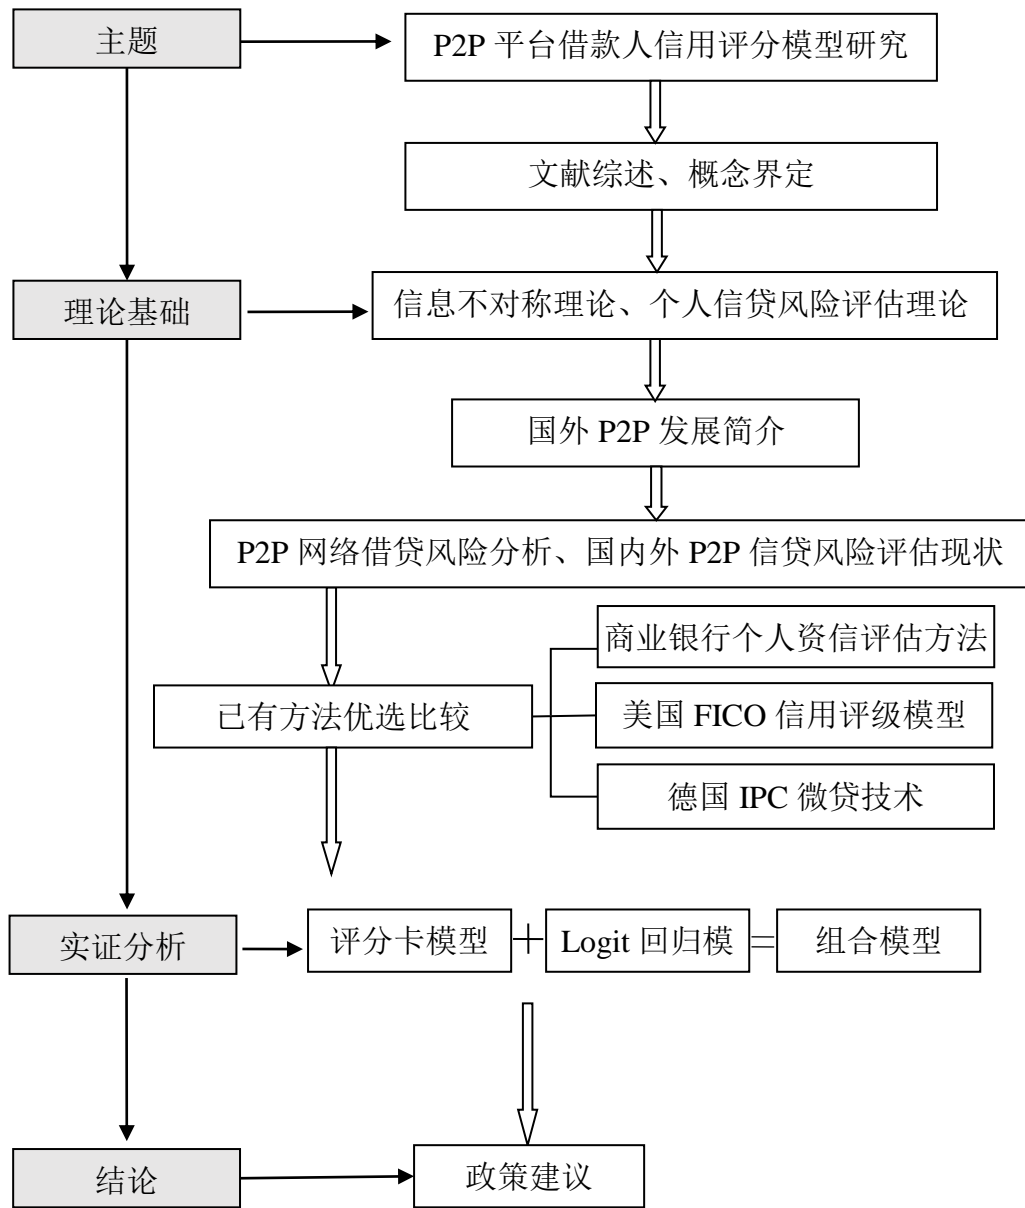 主题
P2P 平台借款人信用评分模型研究
文献综述、概念界定
理论基础
信息不对称理论、个人信贷风险评估理论
国外 P2P 发展简介
P2P 网络借贷风险分析、国内外 P2P 信贷风险评估现状
商业银行个人资信评估方法
已有方法优选比较
美国 FICO 信用评级模型
德国 IPC 微贷技术
实证分析
评分卡模型
+
Logit 回归模
=
组合模型
结论
政策建议